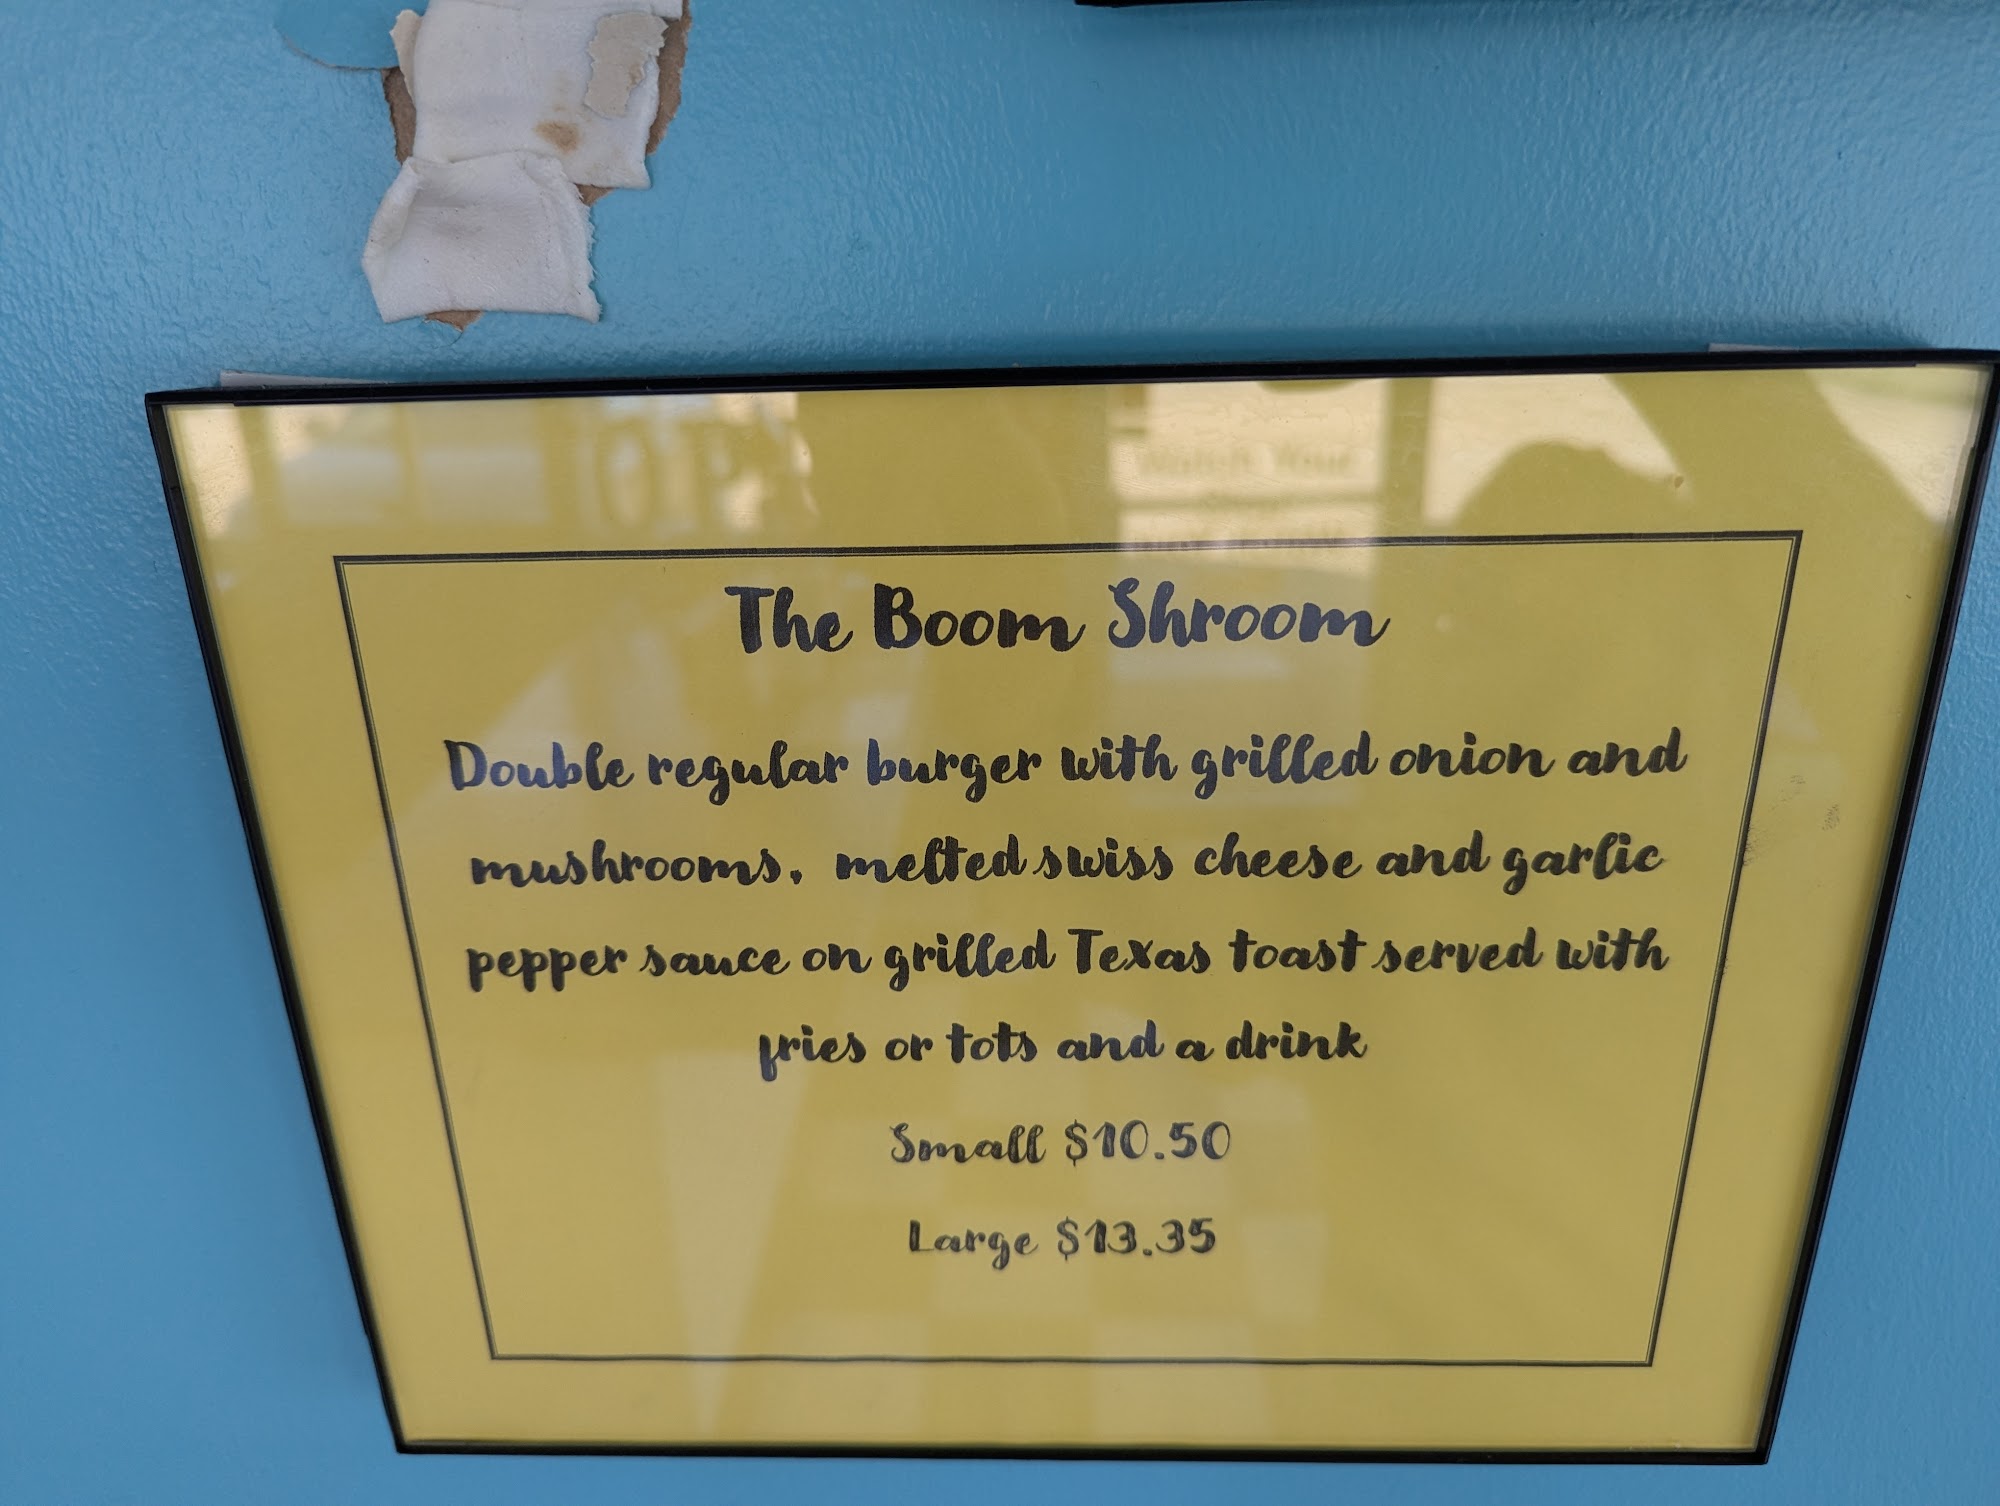 The Boom Shroom
Double regular burger with grilled onion and
mushrooms, melted swiss cheese and garlic
pepper sauce on grilled Texas toast served with
fries or tots and a drink
Small $10.50
Large $13.35